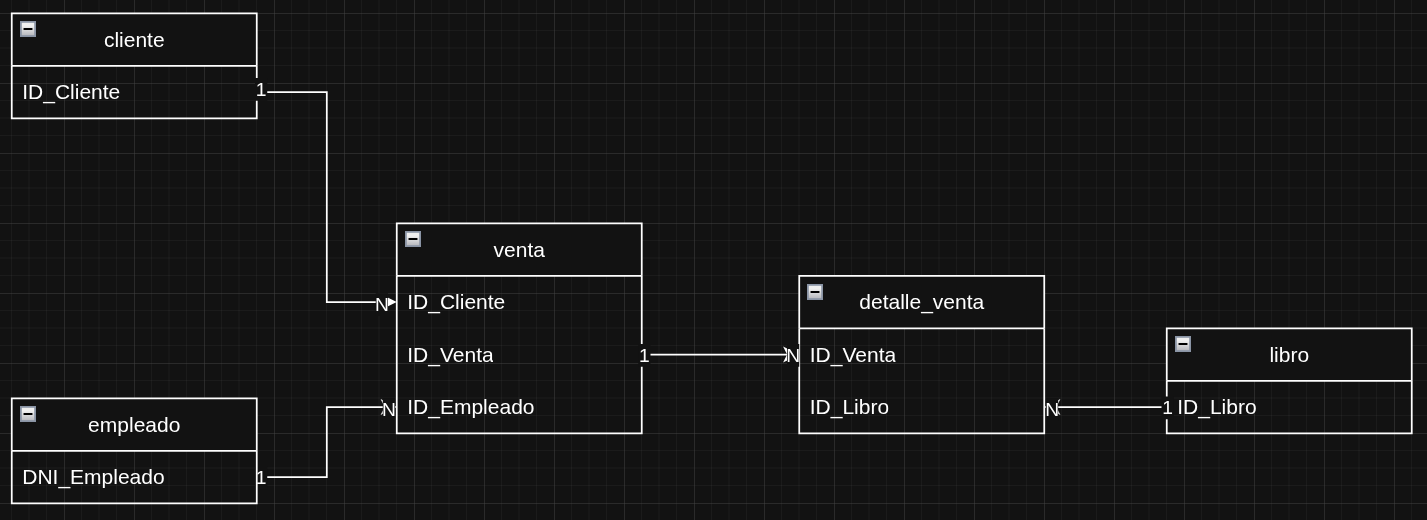 cliente
ID_Cliente
1
N
venta
ID_Cliente
ID_Venta
ID_Empleado
1
N
N
empleado
DNI_Empleado
1
detalle_venta
ID_Venta
ID_Libro
N
libro
1
ID_Libro